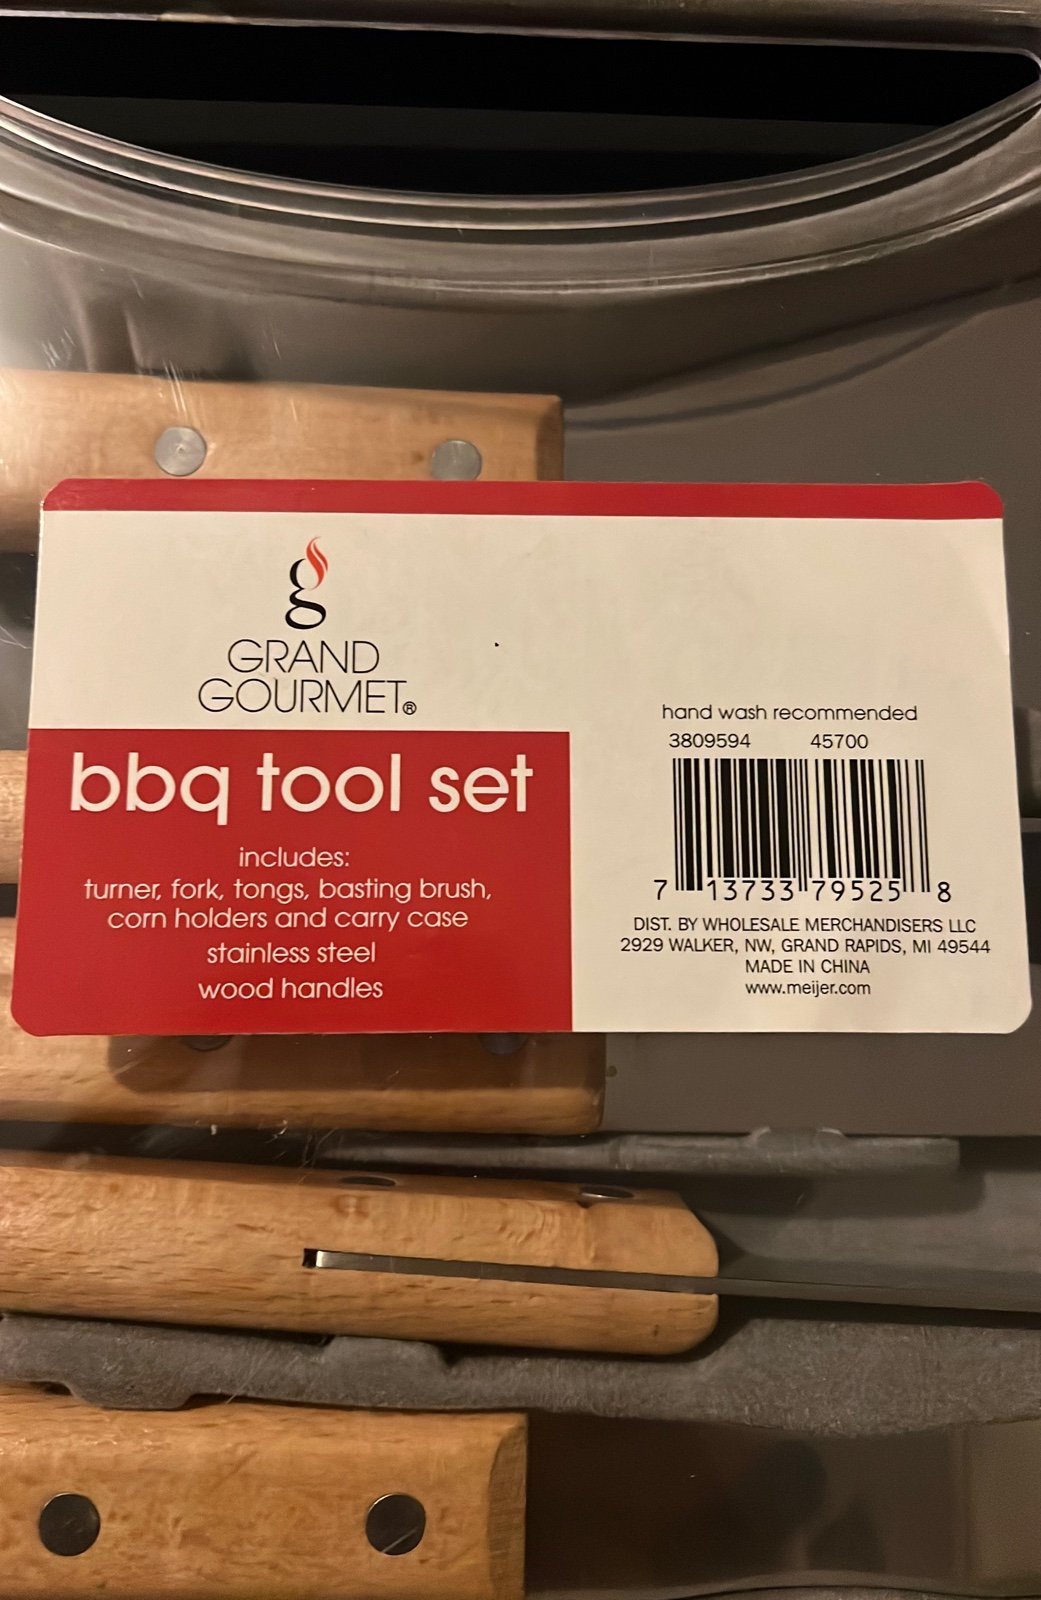 g
GRAND
GOURMET®
bbq tool set
includes:
turner, fork, tongs, basting brush,
corn holders and carry case
stainless steel
wood handles
hand wash recommended
3809594 45700
7 13733 79525 8
DIST. BY WHOLESALE MERCHANDISERS LLC
2929 WALKER, NW, GRAND RAPIDS, MI 49544
MADE IN CHINA
www.meijer.com